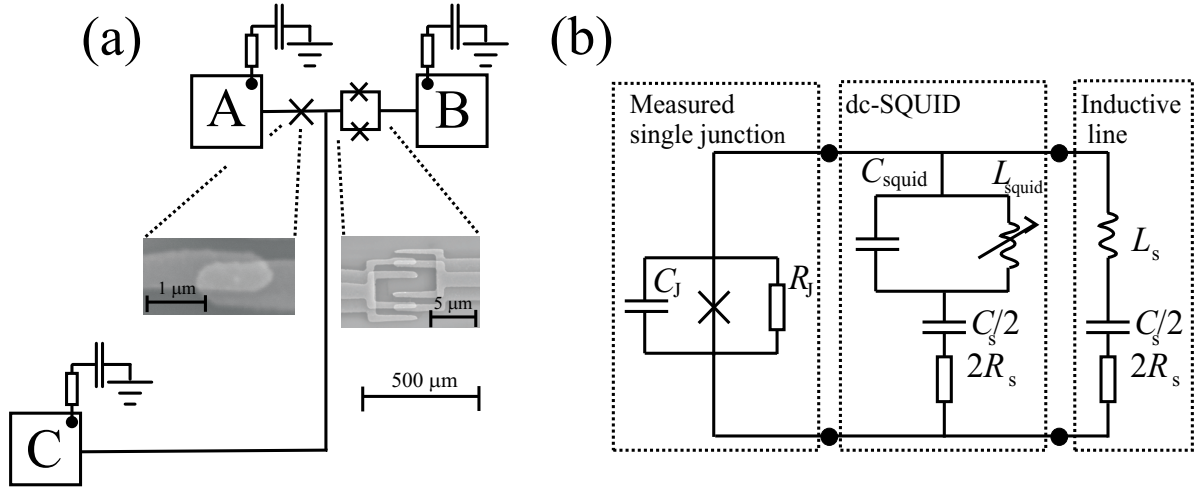 (a)
A
B
1 μm
5 μm
500 μm
C
(b)
Measured
single junction
dc-SQUID
Inductive
line
C_squid
L_squid
L_s
C_J
R_J
C_s/2
2R_s
C_s/2
2R_s